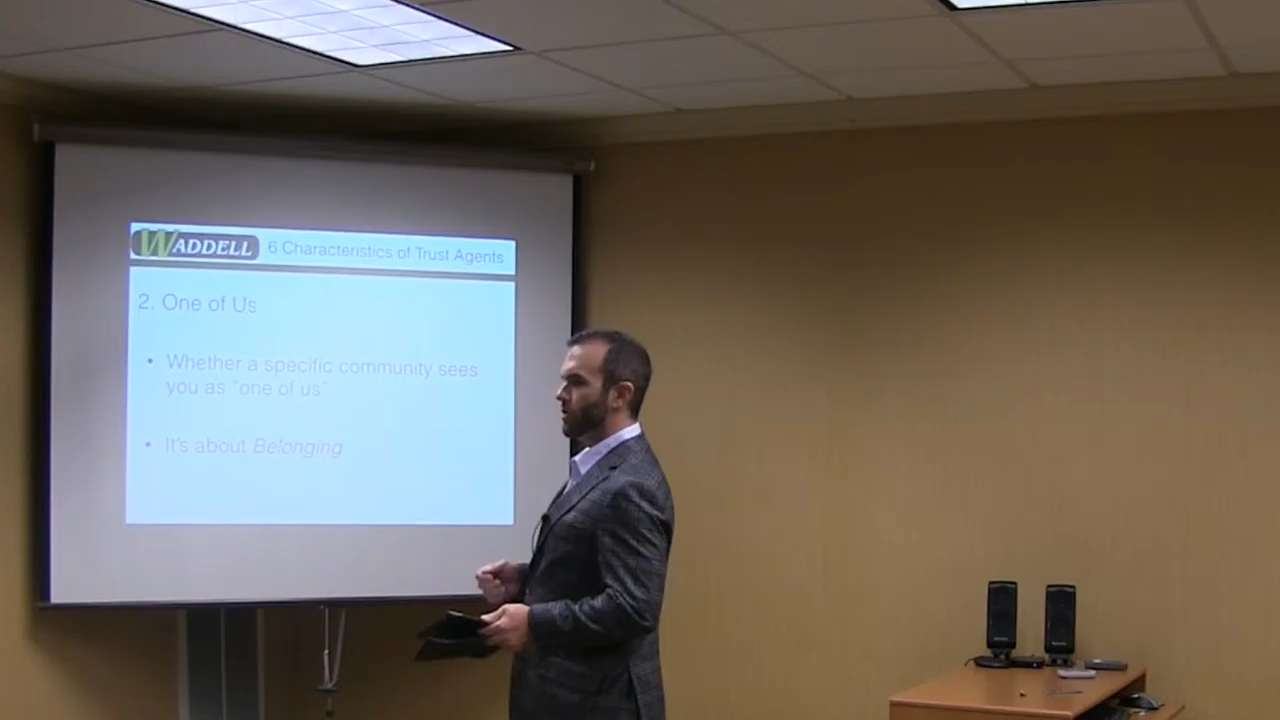 WADDELL 6 Characteristics of Trust Agents
2. One of Us
• Whether a specific community sees
you as "one of us"
• It's about Belonging